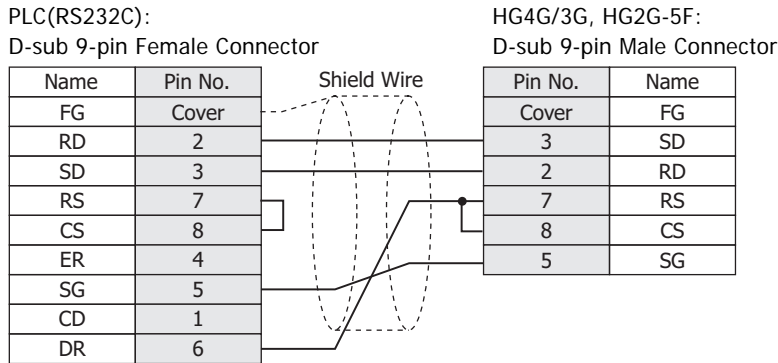 PLC(RS232C):
D-sub 9-pin Female Connector
HG4G/3G, HG2G-5F:
D-sub 9-pin Male Connector
Name Pin No. Shield Wire Pin No. Name
FG Cover Cover FG
RD 2 3 SD
SD 3 2 RD
RS 7 7 RS
CS 8 8 CS
ER 4 5 SG
SG 5
CD 1
DR 6